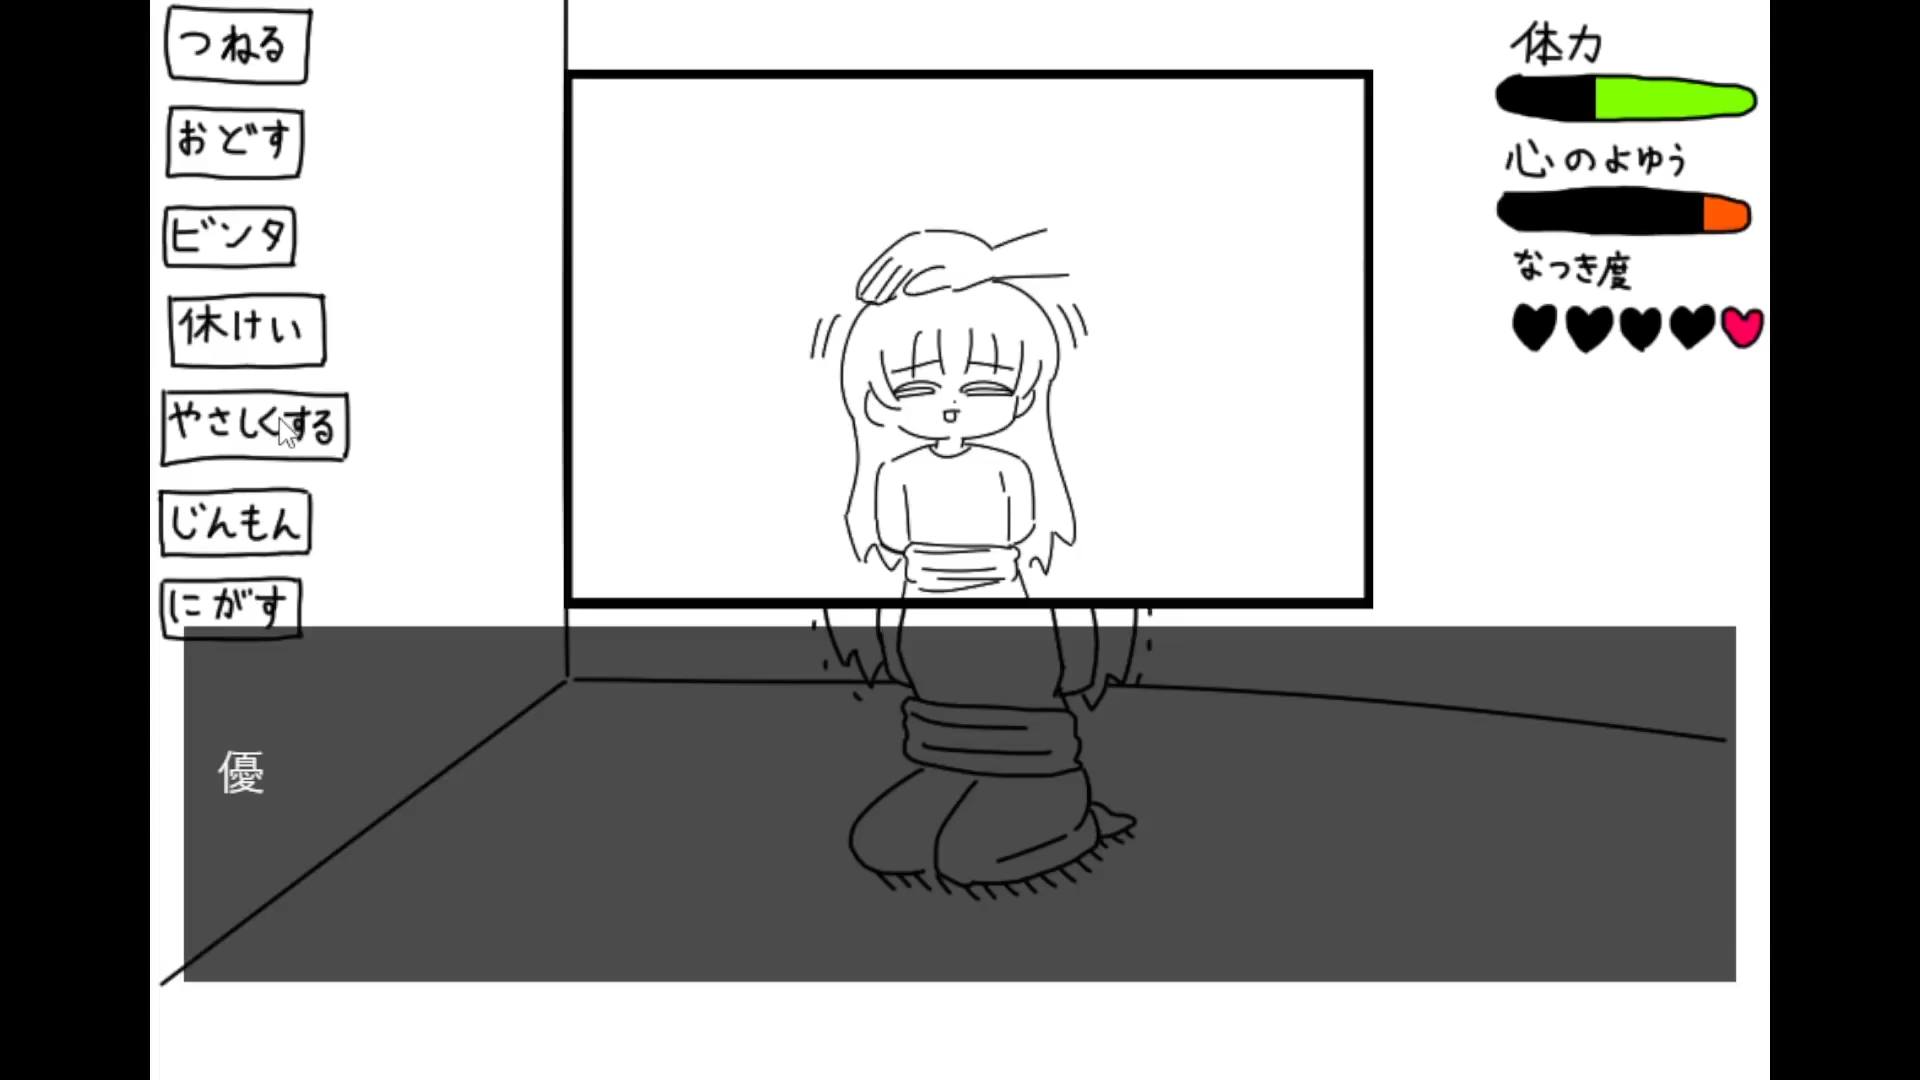 つねる
おどす
ビンタ
休けい
やさしくする
じんもん
にがす
体力
心のよゆう
なつき度
優